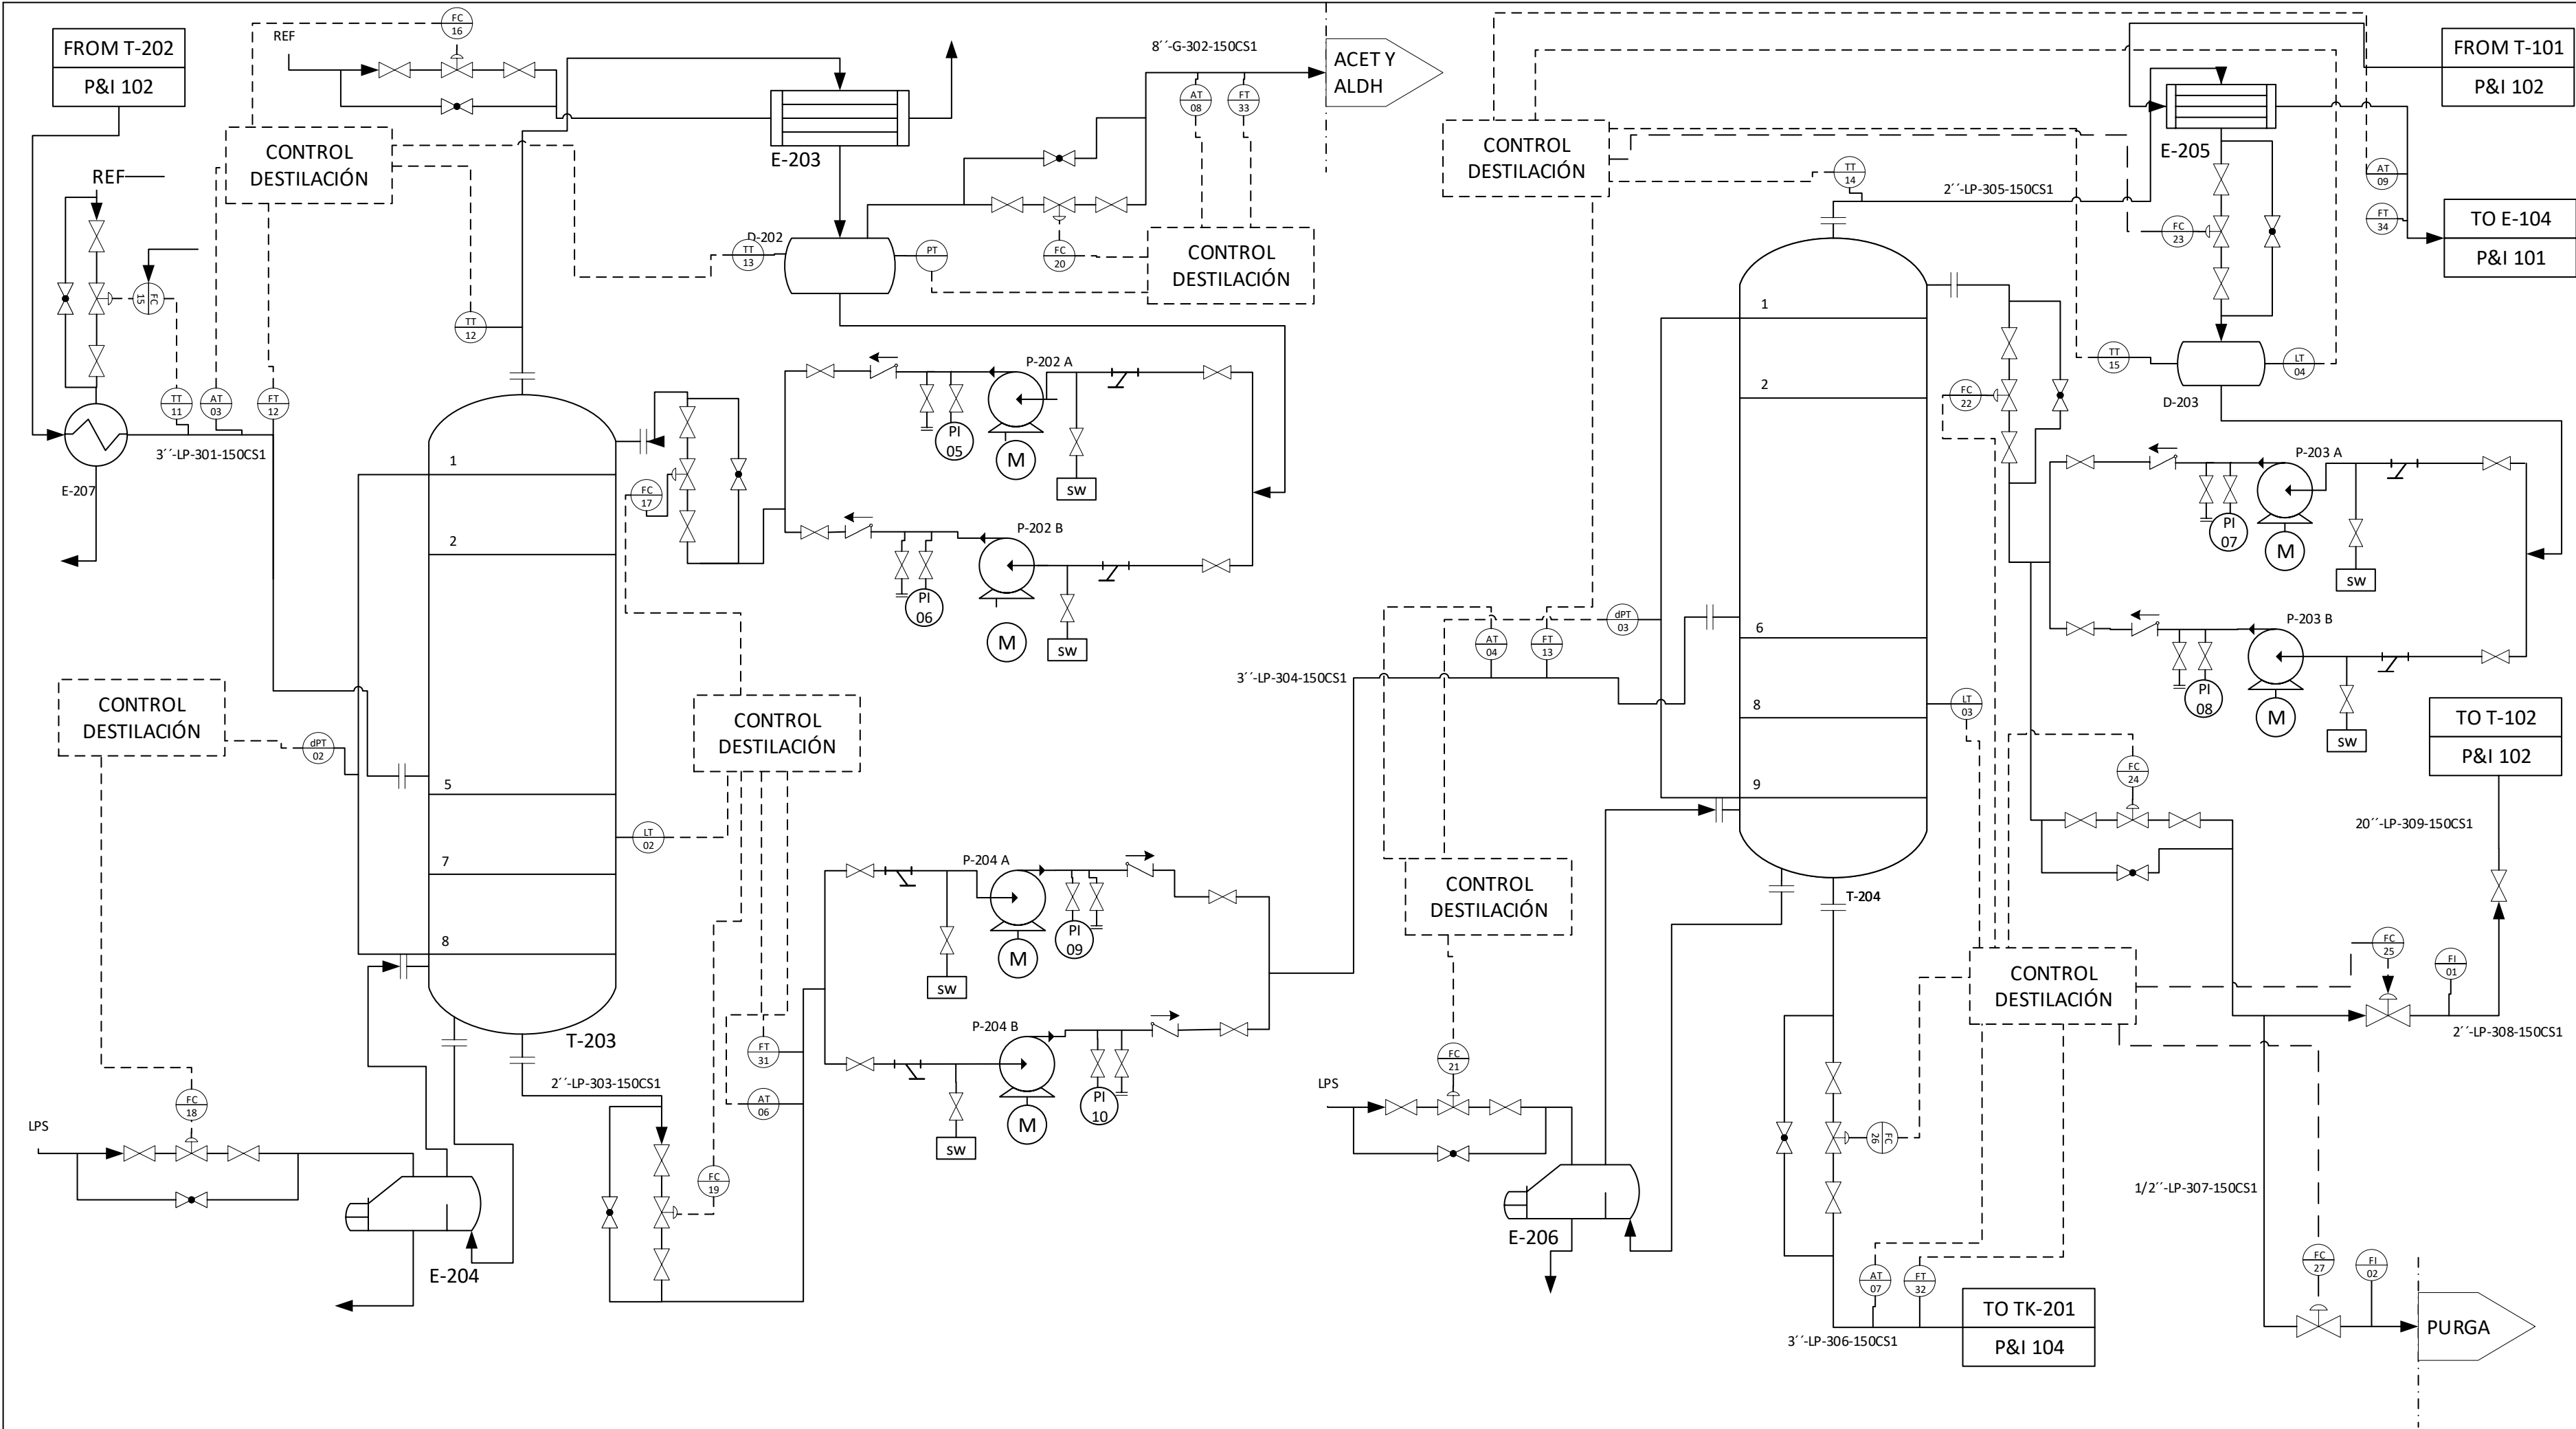 FROM T-202
P&I 102
REF
FC
16
CONTROL
DESTILACIÓN
REF
FC
15
TT
11
AT
03
FT
12
3´´-LP-301-150CS1
E-207
TT
12
E-203
D-202
TT
13
PT
8´´-G-302-150CS1
AT
08
FT
33
ACET Y
ALDH
FC
20
CONTROL
DESTILACIÓN
1
2
5
7
8
T-203
FC
17
P-202 A
PI
05
M
SW
P-202 B
PI
06
M
SW
CONTROL
DESTILACIÓN
dPT
02
CONTROL
DESTILACIÓN
LT
02
FT
31
AT
06
FC
19
2´´-LP-303-150CS1
FC
18
LPS
E-204
P-204 A
PI
09
M
SW
P-204 B
PI
10
M
SW
3´´-LP-304-150CS1
AT
04
FT
13
dPT
03
CONTROL
DESTILACIÓN
FC
21
LPS
E-206
CONTROL
DESTILACIÓN
TT
14
2´´-LP-305-150CS1
FROM T-101
P&I 102
E-205
AT
09
FT
34
TO E-104
P&I 101
FC
23
TT
15
LT
04
D-203
1
2
6
8
9
T-204
FC
22
P-203 A
PI
07
M
SW
P-203 B
PI
08
M
SW
LT
03
FC
24
TO T-102
P&I 102
20´´-LP-309-150CS1
CONTROL
DESTILACIÓN
FC
25
FI
01
2´´-LP-308-150CS1
FC
26
1/2´´-LP-307-150CS1
AT
07
FT
32
3´´-LP-306-150CS1
TO TK-201
P&I 104
FC
27
FI
02
PURGA